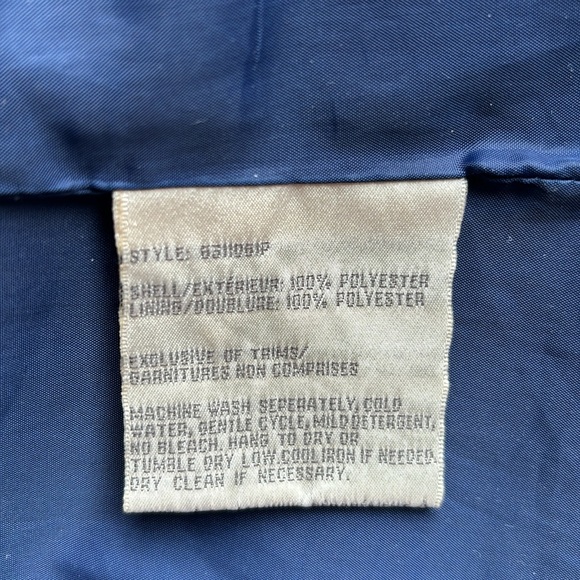 STYLE: 6311061P
SHELL/EXTÉRIEUR: 100% POLYESTER
LINING/DOUBLURE: 100% POLYESTER
EXCLUSIVE OF TRIMS/
GARNITURES NON COMPRISES
MACHINE WASH SEPERATELY, COLD
WATER, GENTLE CYCLE, MILD DETERGENT,
NO BLEACH. HANG TO DRY OR
TUMBLE DRY LOW. COOL IRON IF NEEDED.
DRY CLEAN IF NECESSARY.